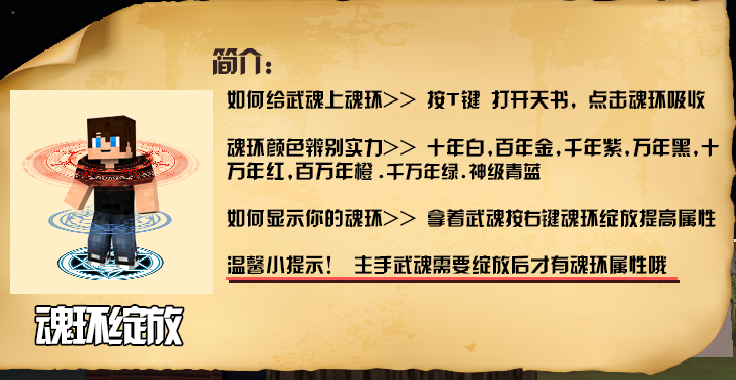 简介：
如何给武魂上魂环>> 按T键 打开天书，点击魂环吸收
魂环颜色辨别实力>> 十年白,百年金,千年紫,万年黑,十
万年红,百万年橙.千万年绿.神级青蓝
如何显示你的魂环>> 拿着武魂按右键魂环绽放提高属性
温馨小提示！ 主手武魂需要绽放后才有魂环属性哦
魂环绽放